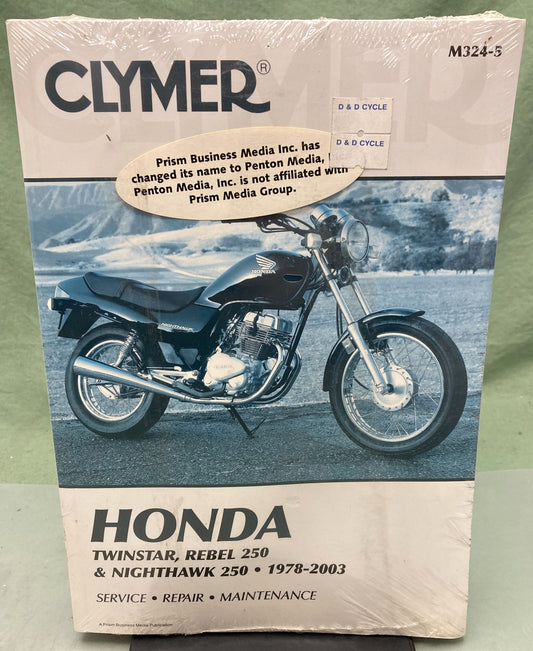 M324-5
CLYMER®
D & D CYCLE
D & D CYCLE
Prism Business Media Inc. has
changed its name to Penton Media,
Penton Media, Inc. is not affiliated with
Prism Media Group.
HONDA
NIGHTHAWK
HONDA
TWINSTAR, REBEL 250
& NIGHTHAWK 250 • 1978-2003
SERVICE • REPAIR • MAINTENANCE
A Prism Business Media Publication